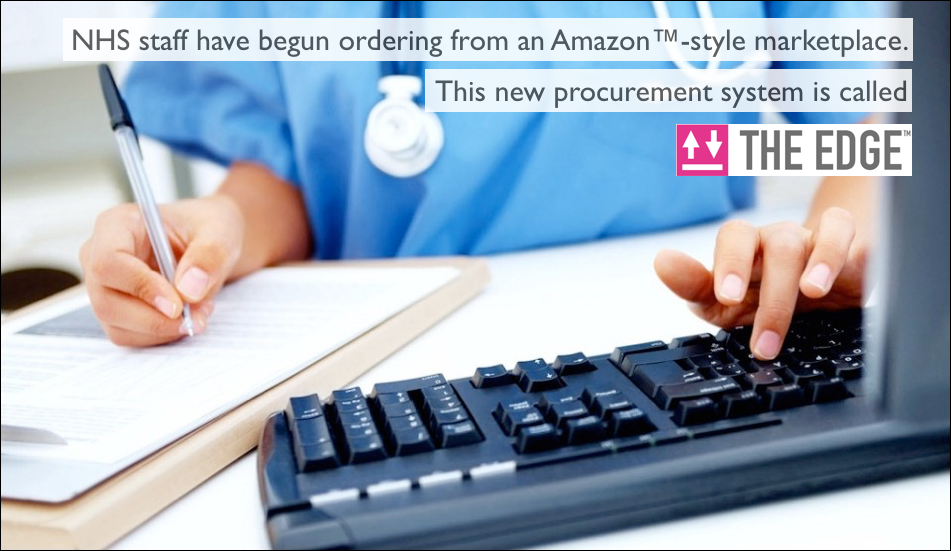 NHS staff have begun ordering from an Amazon™-style marketplace.
This new procurement system is called
THE EDGE™